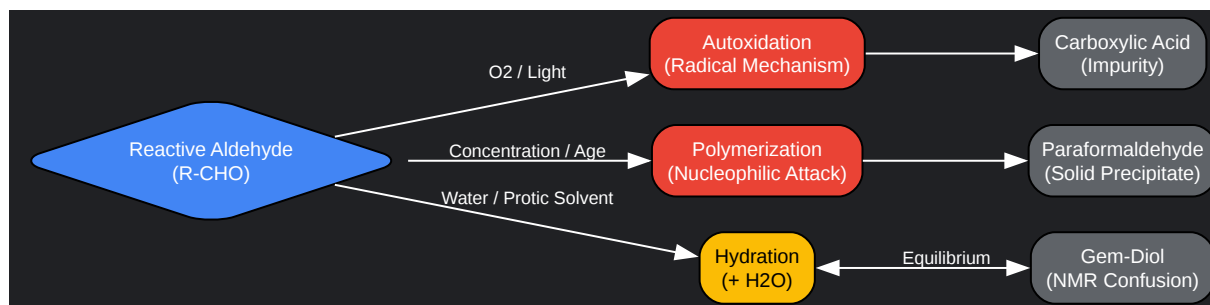 Reactive Aldehyde
(R-CHO)
O2 / Light
Autoxidation
(Radical Mechanism)
Carboxylic Acid
(Impurity)
Concentration / Age
Polymerization
(Nucleophilic Attack)
Paraformaldehyde
(Solid Precipitate)
Water / Protic Solvent
Hydration
(+ H2O)
Equilibrium
Gem-Diol
(NMR Confusion)